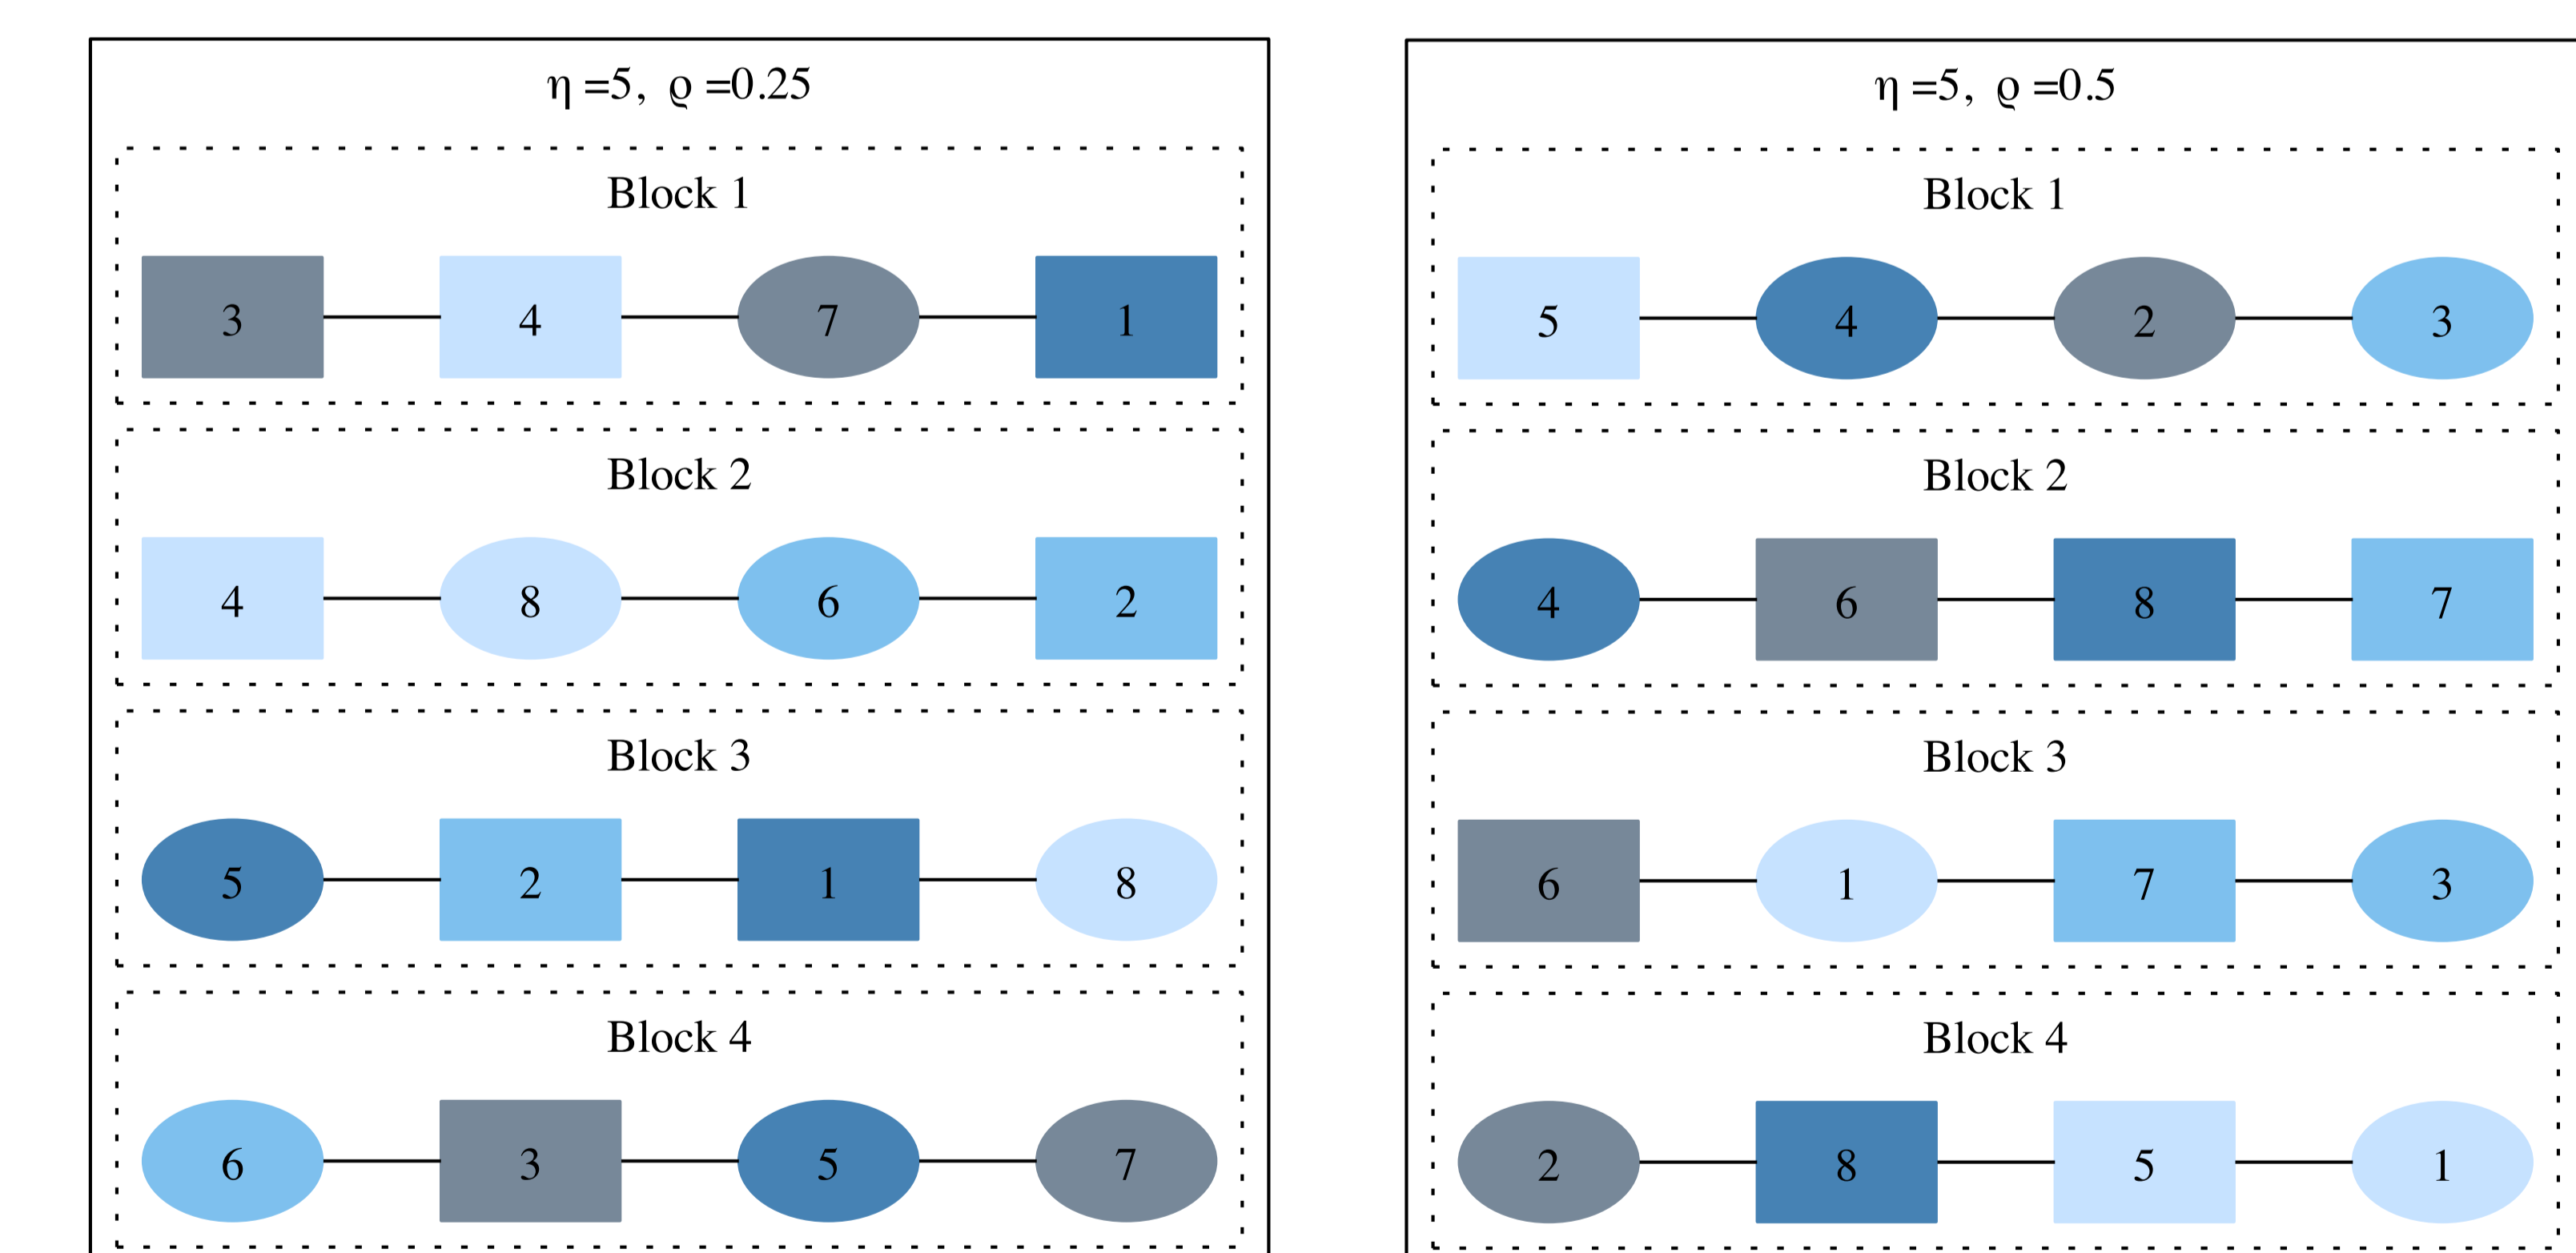 η =5, ϱ =0.25
Block 1
3 4 7 1
Block 2
4 8 6 2
Block 3
5 2 1 8
Block 4
6 3 5 7
η =5, ϱ =0.5
Block 1
5 4 2 3
Block 2
4 6 8 7
Block 3
6 1 7 3
Block 4
2 8 5 1